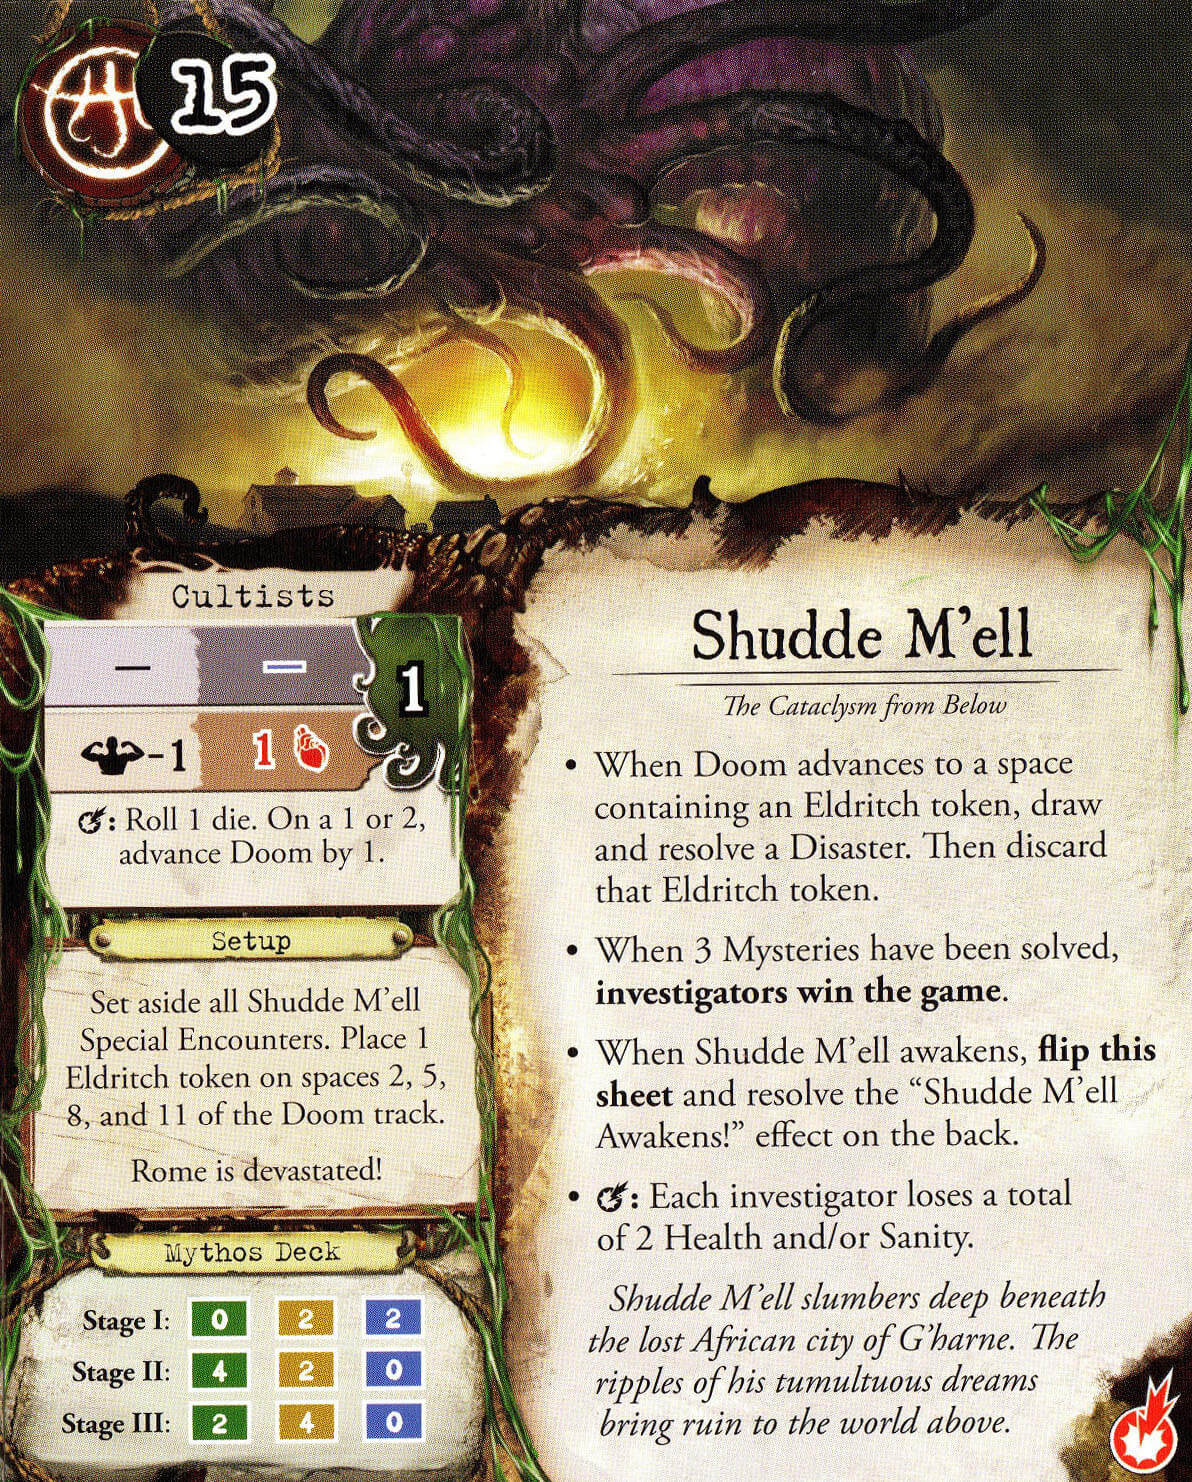 15
Cultists
— —
1
-1 1
: Roll 1 die. On a 1 or 2,
advance Doom by 1.
Setup
Set aside all Shudde M'ell
Special Encounters. Place 1
Eldritch token on spaces 2, 5,
8, and 11 of the Doom track.
Rome is devastated!
Mythos Deck
Stage I: 0 2 2
Stage II: 4 2 0
Stage III: 2 4 0
Shudde M'ell
The Cataclysm from Below
• When Doom advances to a space
containing an Eldritch token, draw
and resolve a Disaster. Then discard
that Eldritch token.
• When 3 Mysteries have been solved,
investigators win the game.
• When Shudde M'ell awakens, flip this
sheet and resolve the “Shudde M'ell
Awakens!” effect on the back.
• : Each investigator loses a total
of 2 Health and/or Sanity.
Shudde M'ell slumbers deep beneath
the lost African city of G'harne. The
ripples of his tumultuous dreams
bring ruin to the world above.